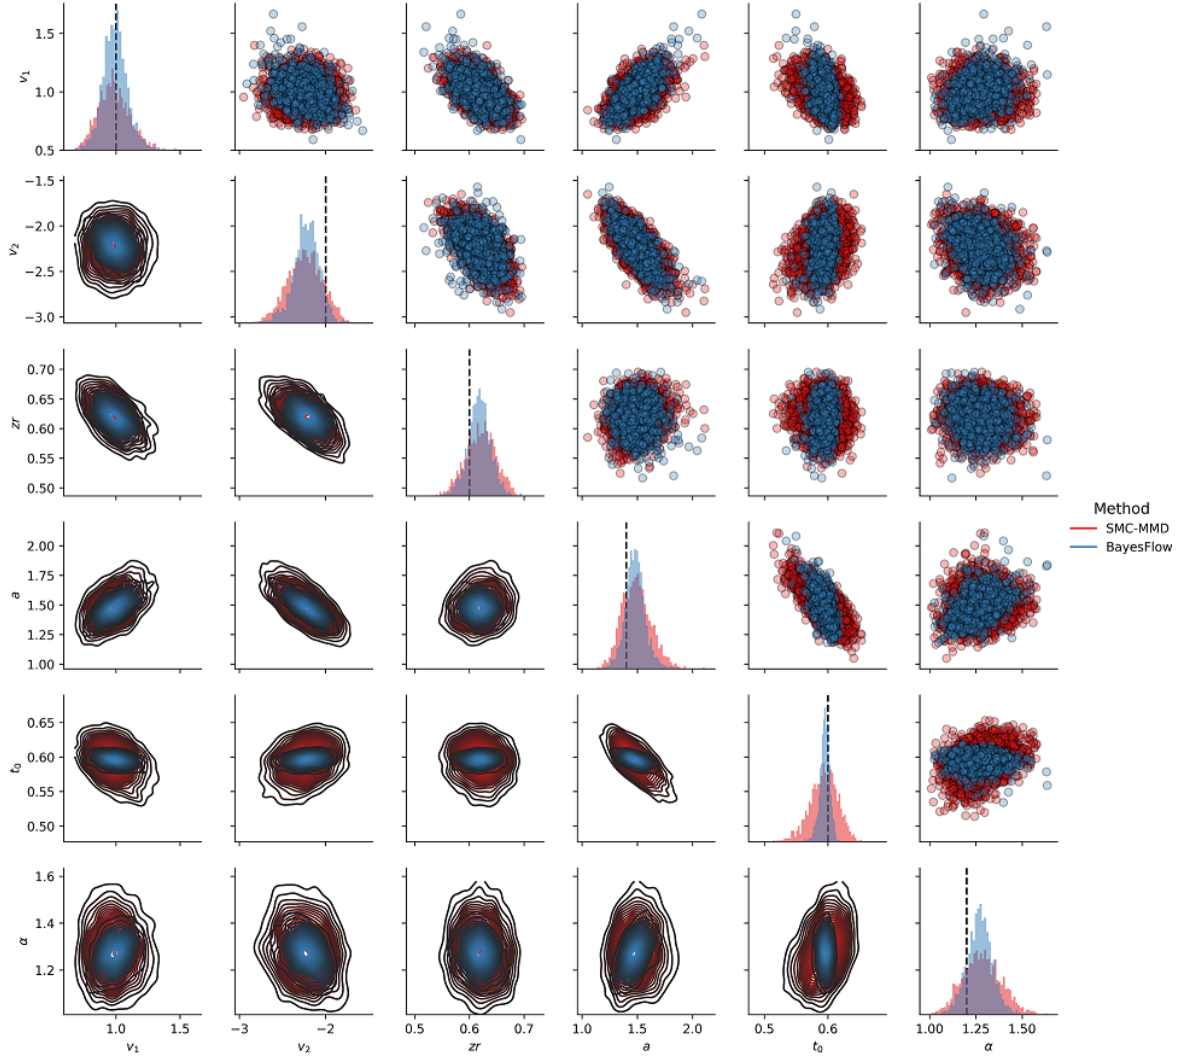 1.5
1.0
0.5
v₁
−1.5
−2.0
−2.5
−3.0
v₂
0.70
0.65
0.60
0.55
0.50
zr
2.00
1.75
1.50
1.25
1.00
a
Method
SMC-MMD
BayesFlow
0.65
0.60
0.55
0.50
t₀
1.6
1.4
1.2
α
1.0 1.5
−3 −2
0.5 0.6 0.7
1.0 1.5 2.0
0.5 0.6
1.00 1.25 1.50
v₁ v₂ zr a t₀ α